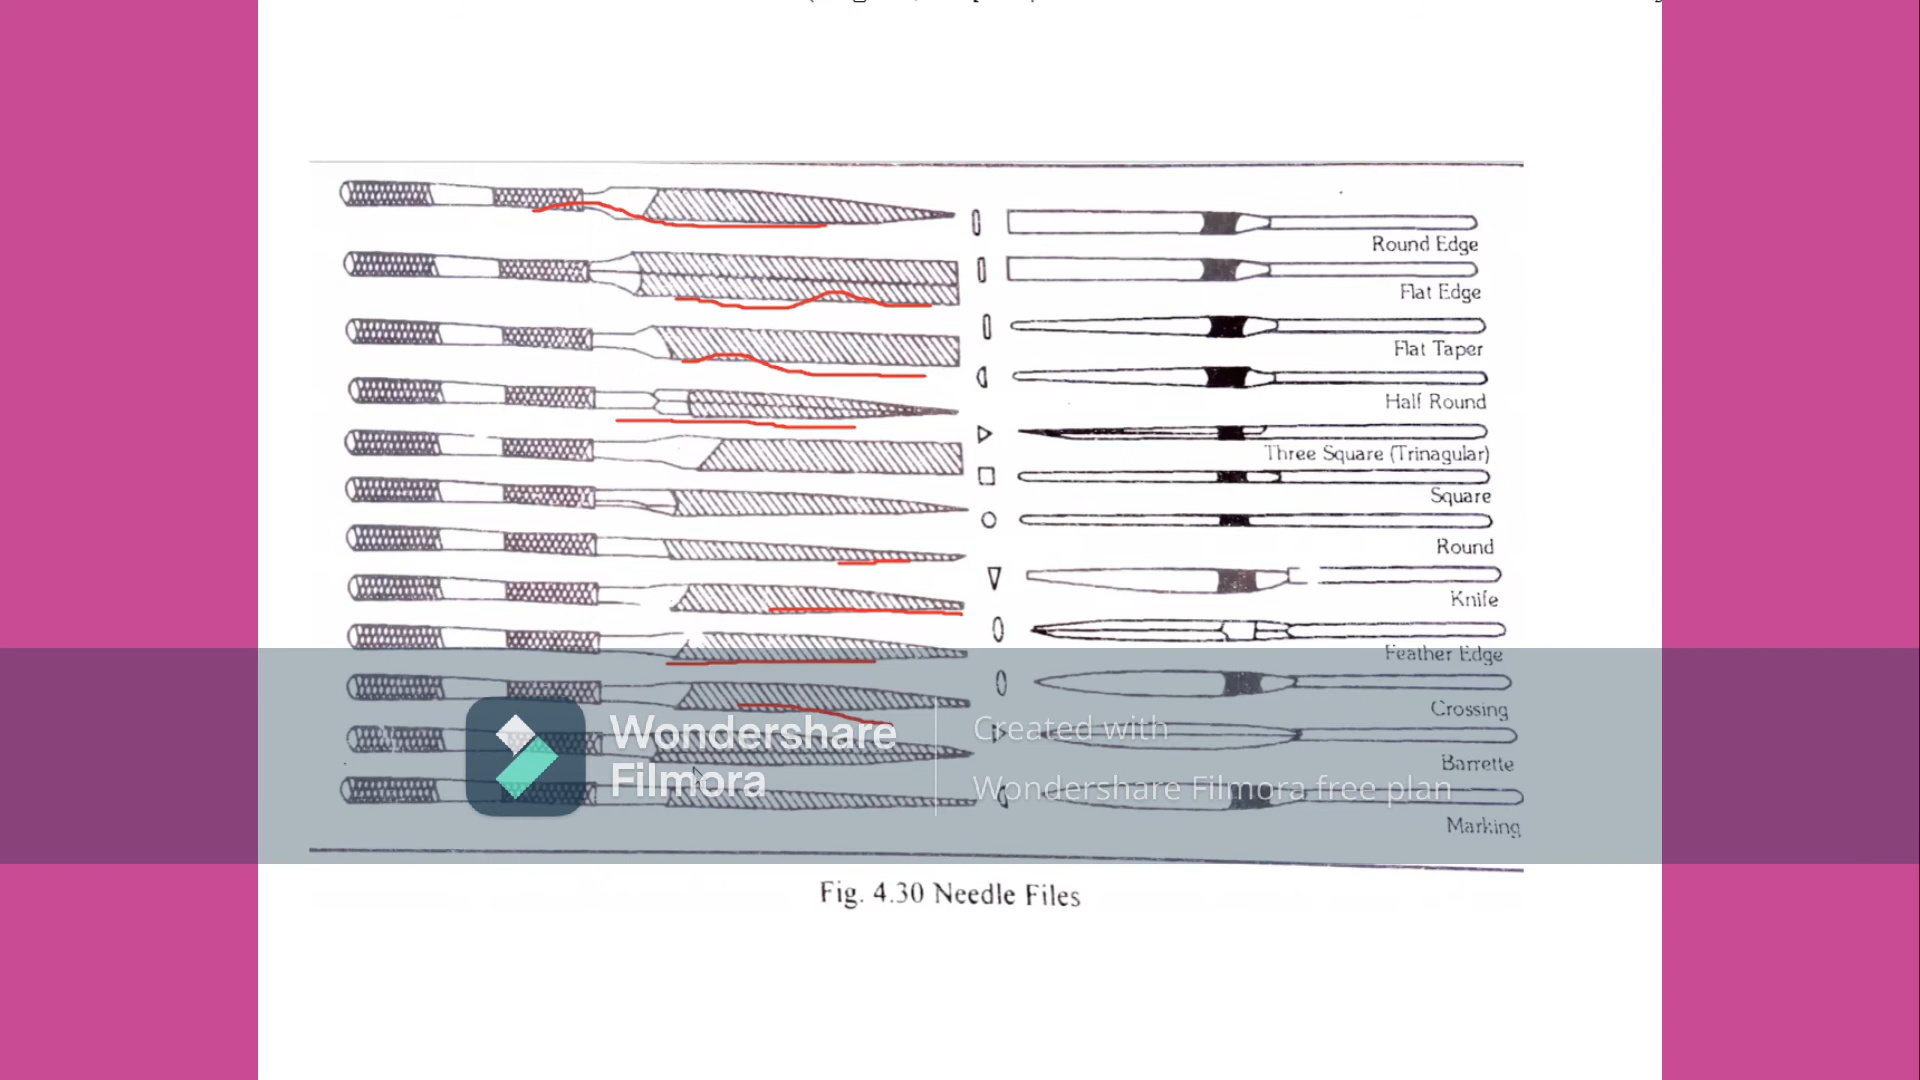 Round Edge
Flat Edge
Flat Taper
Half Round
Three Square (Trinagular)
Square
Round
Knife
Feather Edge
Crossing
Barrette
Marking
Wondershare
Filmora
Created with
Wondershare Filmora free plan
Fig. 4.30 Needle Files